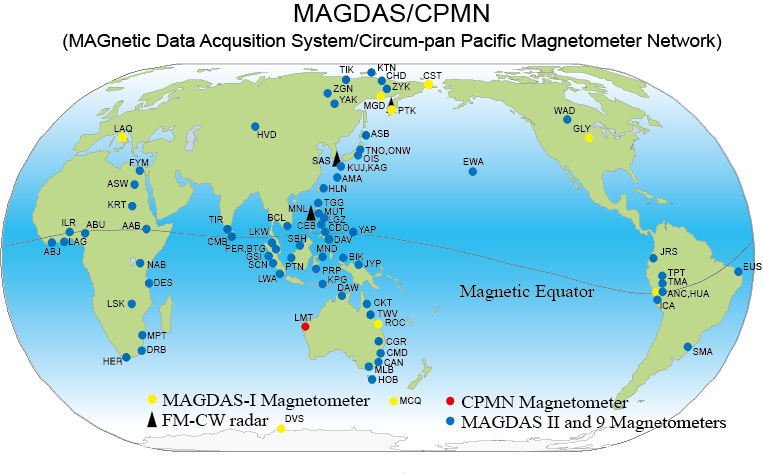 MAGDAS/CPMN
(MAGnetic Data Acqusition System/Circum-pan Pacific Magnetometer Network)
TIK
KTN
CHD
CST
ZGN
ZYK
YAK
MGD
PTK
WAD
GLY
LAQ
HVD
ASB
TNO,ONW
OIS
SAS
KUJ,KAG
EWA
FYM
AMA
ASW
HLN
KRT
TGG
MNL
MUT
LGZ
ILR
ABU
AAB
TIR
BCL
CEB
CDO
YAP
ABJ
LAG
CMB
LKW
SBH
DAV
PER,BTG
MND
JRS
GSI
BIK
NAB
SCN
PTN
JYP
EUS
PRP
TPT
DES
LWA
KPG
TMA
DAW
Magnetic Equator
ANC,HUA
LSK
CKT
ICA
LMT
TWV
ROC
MPT
CGR
DRB
CMD
SMA
HER
CAN
MLB
HOB
MAGDAS-I Magnetometer
MCQ
CPMN Magnetometer
FM-CW radar
DVS
MAGDAS II and 9 Magnetometers